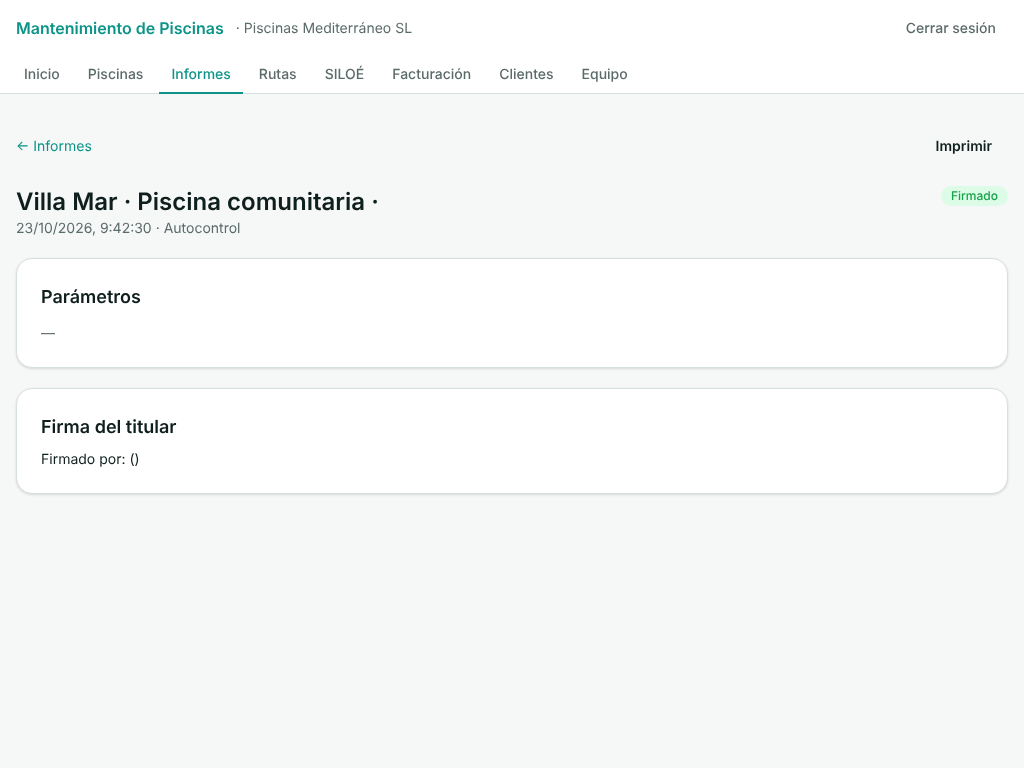 Mantenimiento de Piscinas · Piscinas Mediterráneo SL Cerrar sesión
Inicio Piscinas Informes Rutas SILOÉ Facturación Clientes Equipo
← Informes Imprimir
Villa Mar · Piscina comunitaria · Firmado
23/10/2026, 9:42:30 · Autocontrol
Parámetros
—
Firma del titular
Firmado por: ()